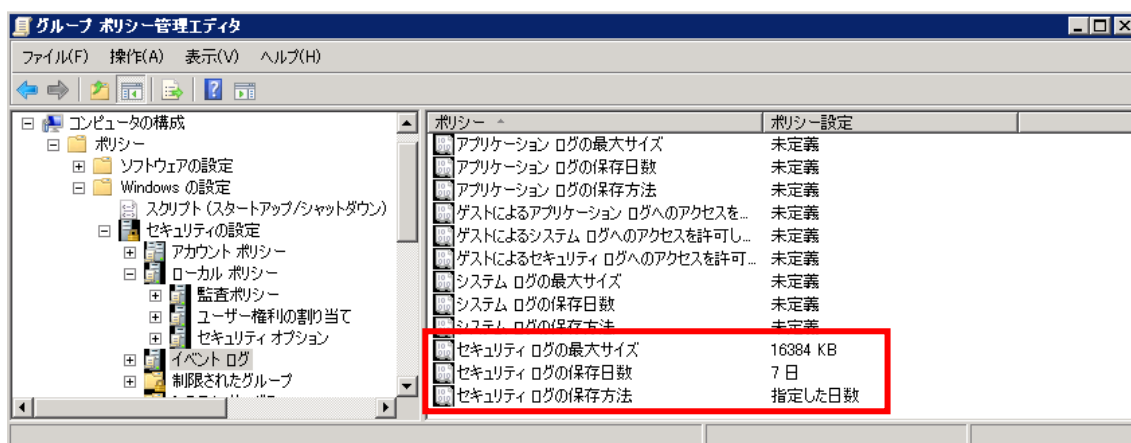 グループ ポリシー管理エディタ
ファイル(F) 操作(A) 表示(V) ヘルプ(H)
コンピュータの構成
ポリシー
ソフトウェアの設定
Windows の設定
スクリプト (スタートアップ/シャットダウン)
セキュリティの設定
アカウント ポリシー
ローカル ポリシー
監査ポリシー
ユーザー権利の割り当て
セキュリティ オプション
イベント ログ
制限されたグループ
ポリシー ポリシー設定
アプリケーション ログの最大サイズ 未定義
アプリケーション ログの保存日数 未定義
アプリケーション ログの保存方法 未定義
ゲストによるアプリケーション ログへのアクセスを... 未定義
ゲストによるシステム ログへのアクセスを許可し... 未定義
ゲストによるセキュリティ ログへのアクセスを許可... 未定義
システム ログの最大サイズ 未定義
システム ログの保存日数 未定義
システム ログの保存方法 未定義
セキュリティ ログの最大サイズ 16384 KB
セキュリティ ログの保存日数 7 日
セキュリティ ログの保存方法 指定した日数